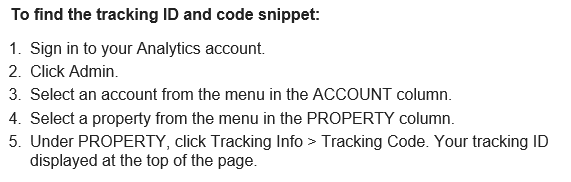 To find the tracking ID and code snippet:
1. Sign in to your Analytics account.
2. Click Admin.
3. Select an account from the menu in the ACCOUNT column.
4. Select a property from the menu in the PROPERTY column.
5. Under PROPERTY, click Tracking Info > Tracking Code. Your tracking ID
displayed at the top of the page.